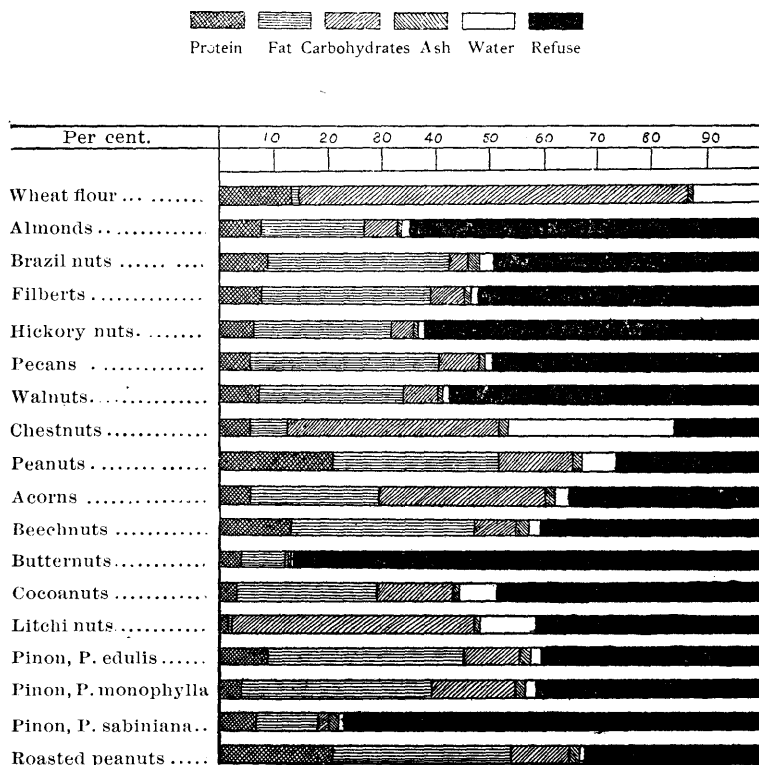 Protein Fat Carbohydrates Ash Water Refuse
Per cent. 10 20 30 40 50 60 70 80 90
Wheat flour ... .......
Almonds .. ............
Brazil nuts ...... .....
Filberts ...............
Hickory nuts. .........
Pecans . ..............
Walnuts.. .............
Chestnuts .............
Peanuts ...... ........
Acorns ... ............
Beechnuts ............
Butternuts .............
Cocoanuts ............
Litchi nuts ............
Pinon, P. edulis ......
Pinon, P. monophylla
Pinon, P. sabiniana ..
Roasted peanuts .....